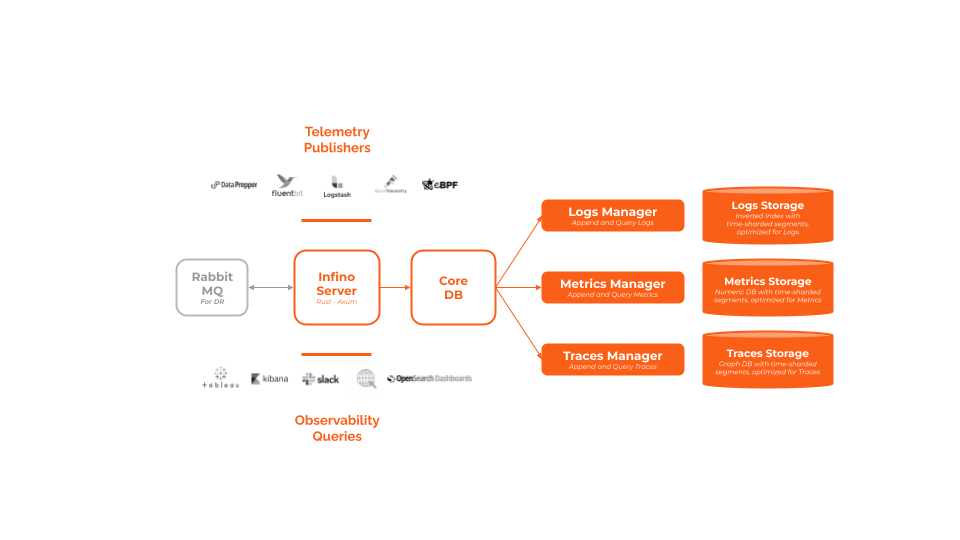 Telemetry
Publishers
Data Prepper
fluentbit
Logstash
OpenTelemetry
eBPF
Rabbit
MQ
For DR
Infino
Server
Rust - Axum
Core
DB
Logs Manager
Append and Query Logs
Metrics Manager
Append and Query Metrics
Traces Manager
Append and Query Traces
Logs Storage
Inverted Index with
time-sharded segments,
optimized for Logs
Metrics Storage
Numeric DB with time-sharded
segments, optimized for Metrics
Traces Storage
Graph DB with time-sharded
segments, optimized for Traces
+ableau
kibana
slack
OpenSearch Dashboards
Observability
Queries